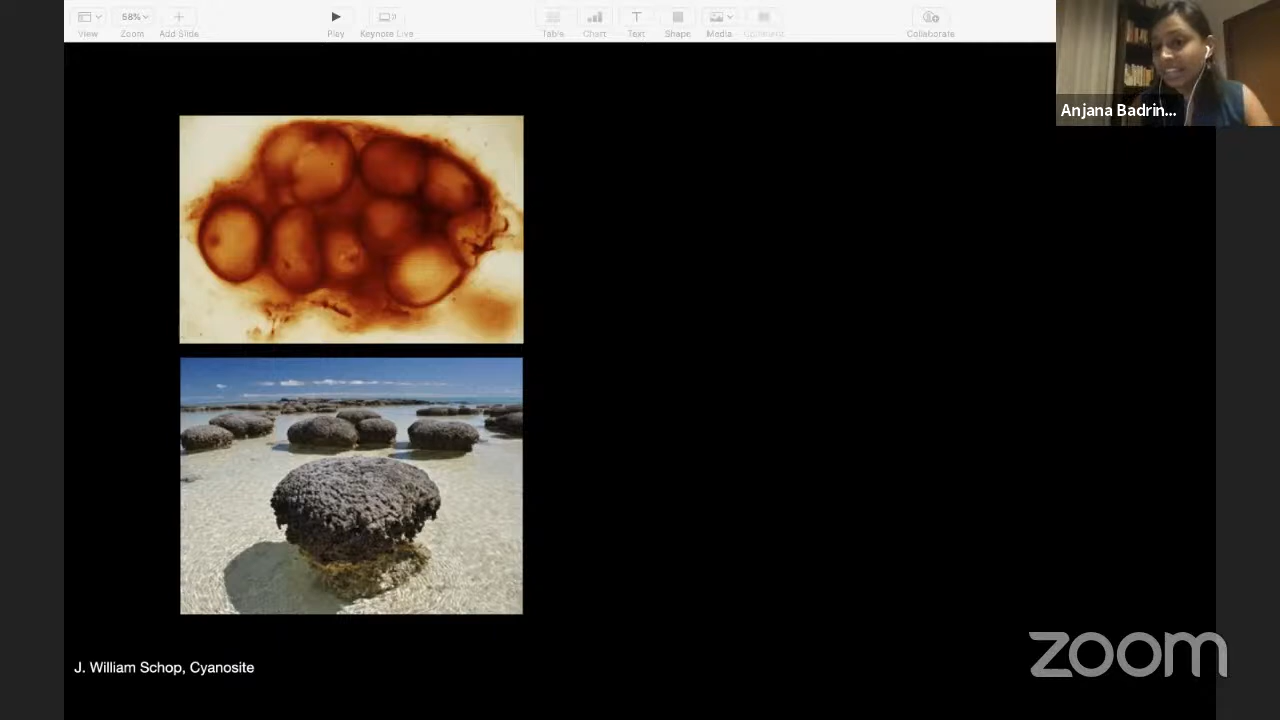 58%
View
Zoom
Add Slide
Play
Keynote Live
Table
Chart
Text
Shape
Media
Comment
Collaborate
Anjana Badrin...
J. William Schop, Cyanosite
zoom